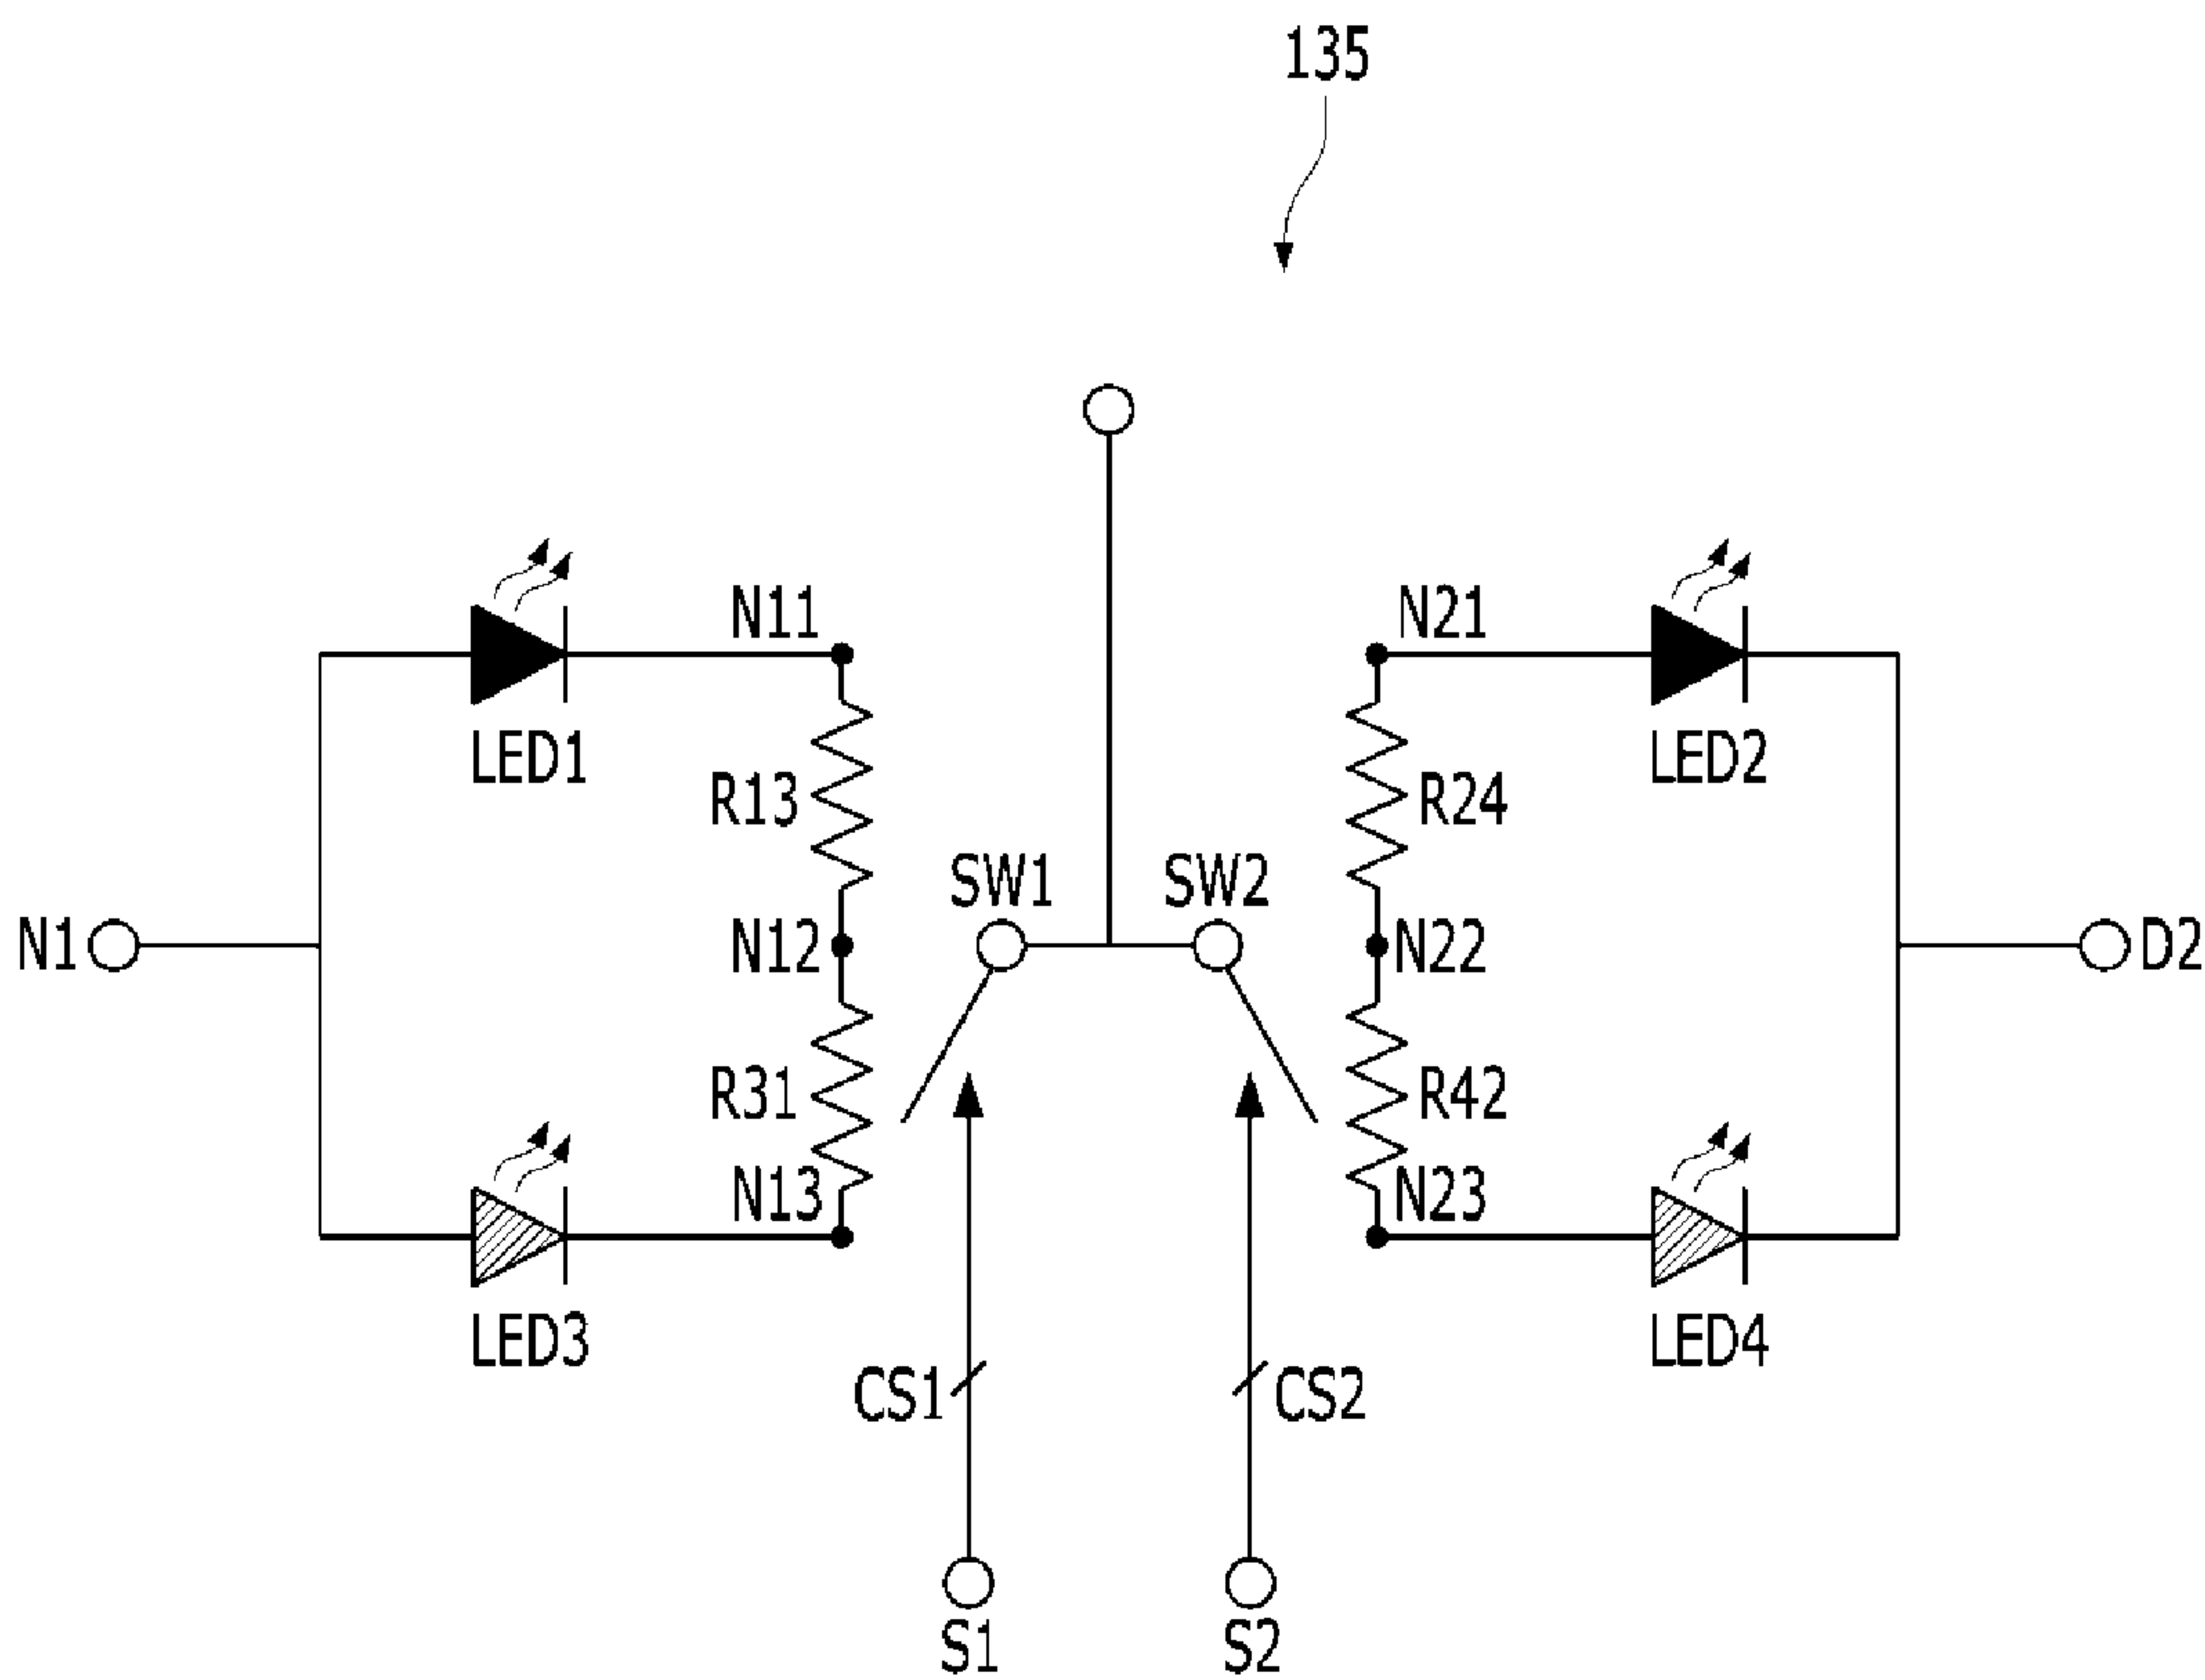 135
N11
N21
LED1
LED2
R13
R24
SW1
SW2
N1
N12
N22
D2
R31
R42
N13
N23
LED3
LED4
CS1
CS2
S1
S2